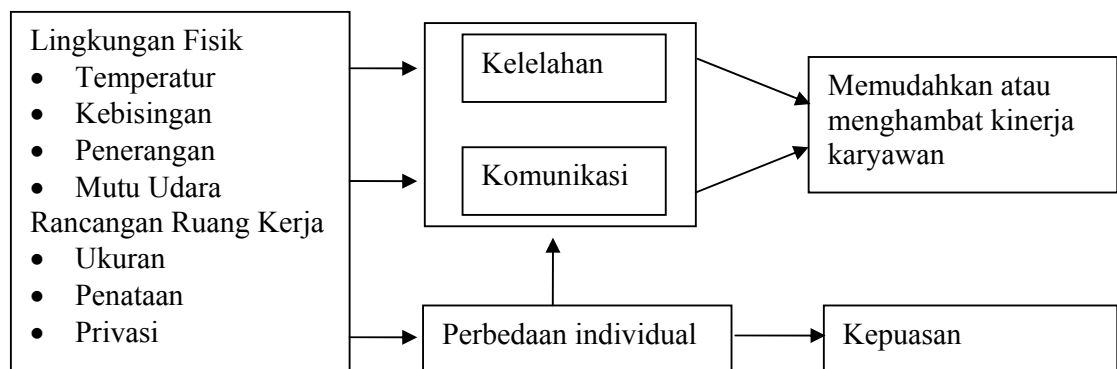 Lingkungan Fisik
• Temperatur
• Kebisingan
• Penerangan
• Mutu Udara
Rancangan Ruang Kerja
• Ukuran
• Penataan
• Privasi
Kelelahan
Komunikasi
Memudahkan atau
menghambat kinerja
karyawan
Perbedaan individual
Kepuasan